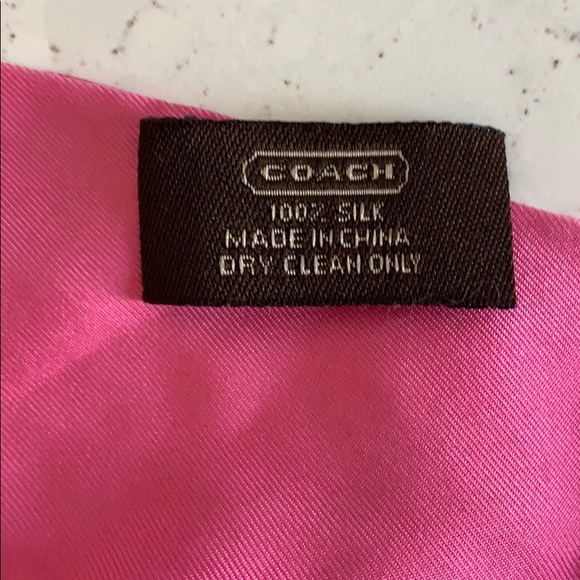 COACH
100% SILK
MADE IN CHINA
DRY CLEAN ONLY